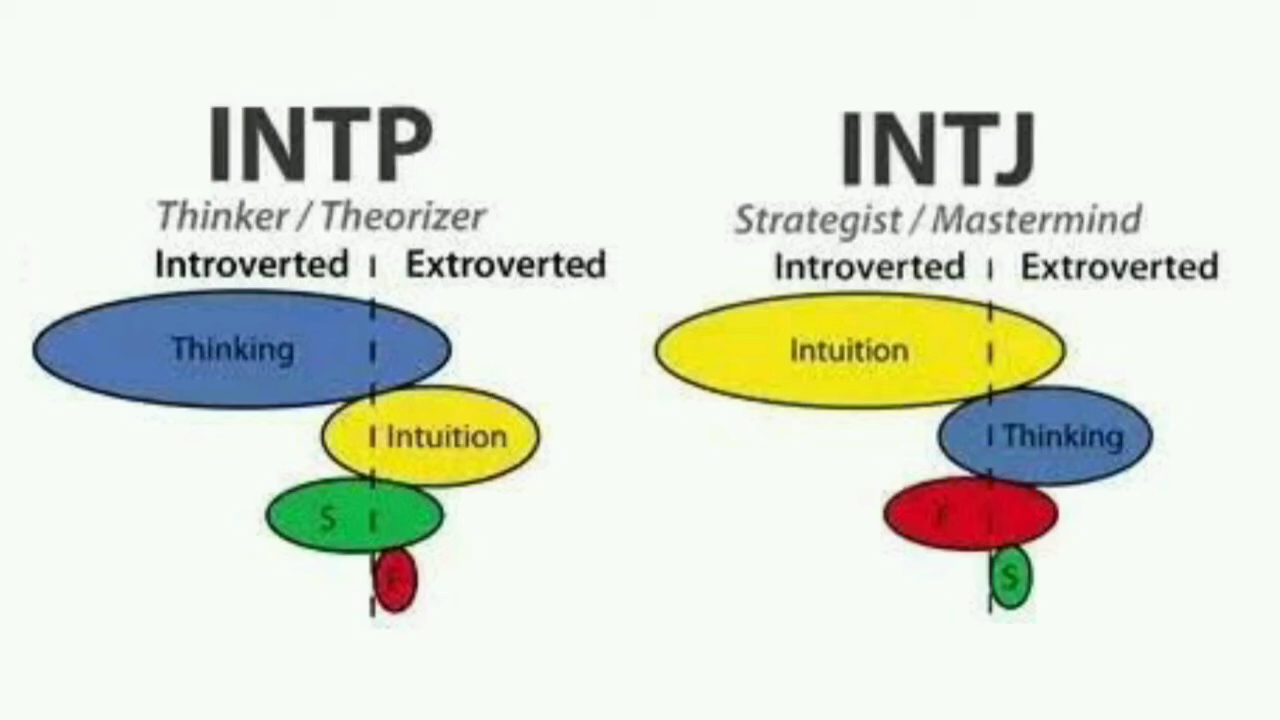 INTP
Thinker / Theorizer
Introverted | Extroverted
Thinking
Intuition
S
F
INTJ
Strategist / Mastermind
Introverted | Extroverted
Intuition
Thinking
F
S